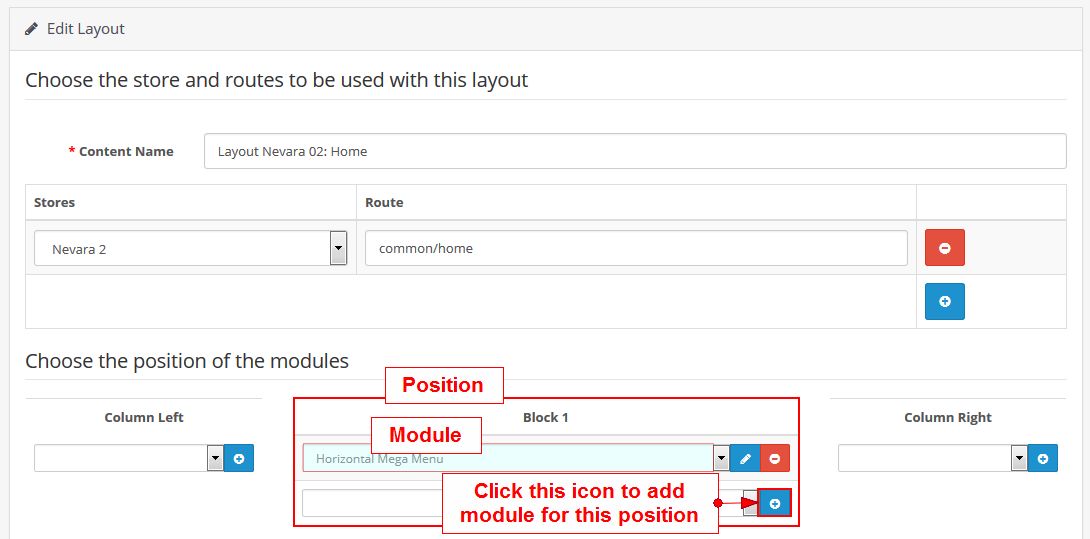 Edit Layout
Choose the store and routes to be used with this layout
* Content Name
Layout Nevara 02: Home
Stores
Route
Nevara 2
common/home
Choose the position of the modules
Position
Column Left
Block 1
Column Right
Module
Horizontal Mega Menu
Click this icon to add
module for this position